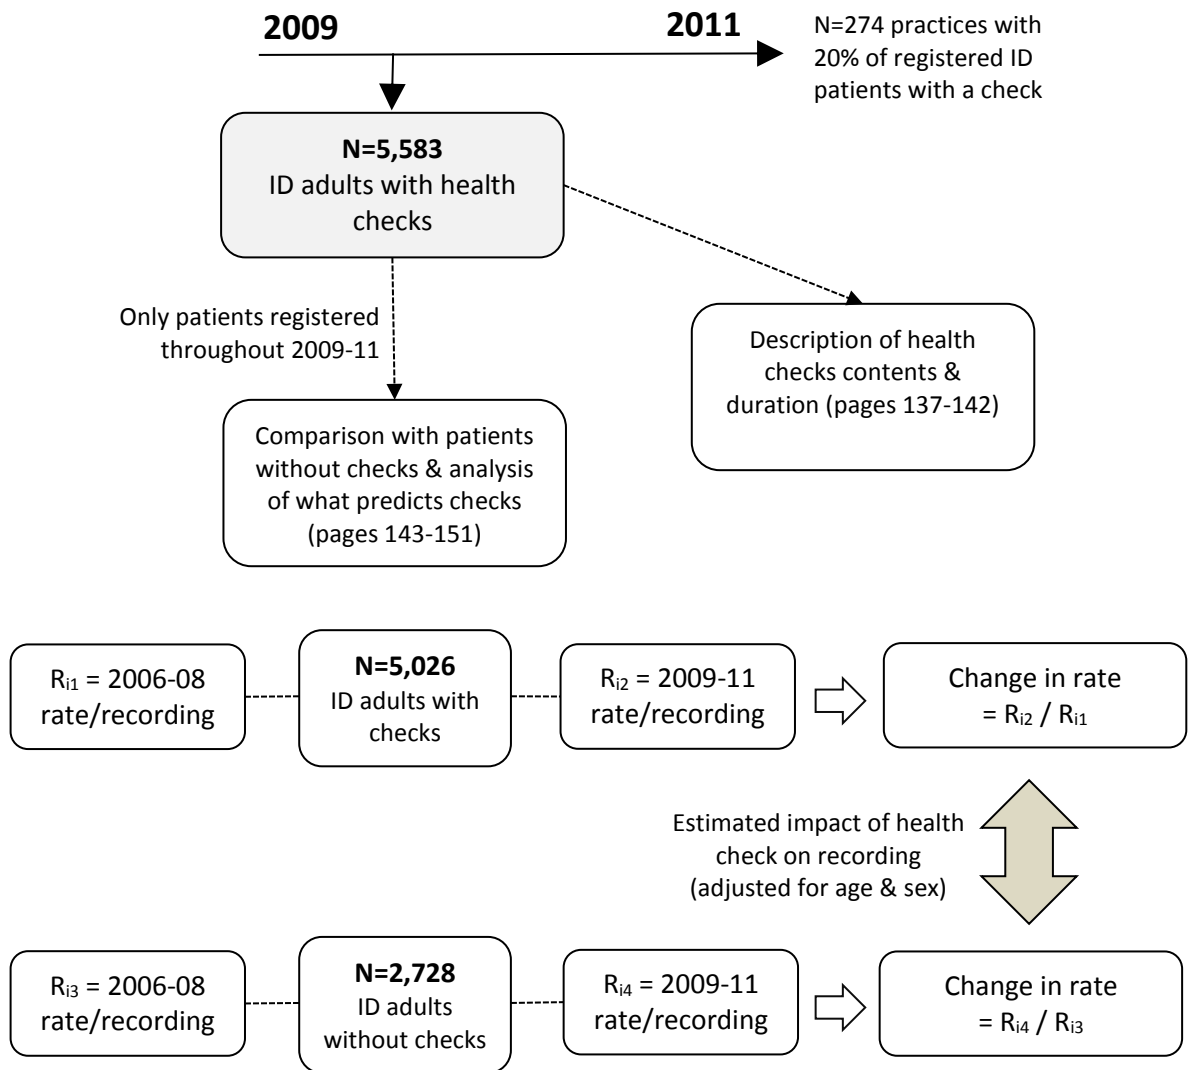 2009
2011
N=274 practices with
20% of registered ID
patients with a check
N=5,583
ID adults with health
checks
Only patients registered
throughout 2009-11
Description of health
checks contents &
duration (pages 137-142)
Comparison with patients
without checks & analysis
of what predicts checks
(pages 143-151)
Ri1 = 2006-08
rate/recording
N=5,026
ID adults with
checks
Ri2 = 2009-11
rate/recording
Change in rate
= Ri2 / Ri1
Estimated impact of health
check on recording
(adjusted for age & sex)
Ri3 = 2006-08
rate/recording
N=2,728
ID adults
without checks
Ri4 = 2009-11
rate/recording
Change in rate
= Ri4 / Ri3